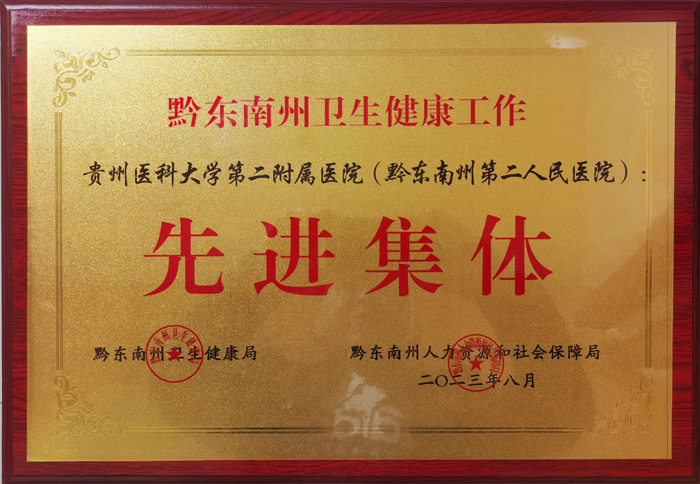 黔东南州卫生健康工作
贵州医科大学第二附属医院（黔东南州第二人民医院）：
先进集体
黔东南州卫生健康局
黔东南州人力资源和社会保障局
二〇二三年八月